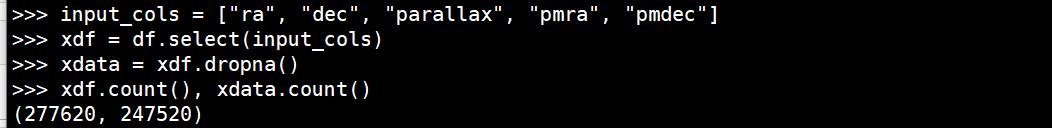 >>> input_cols = ["ra", "dec", "parallax", "pmra", "pmdec"]
>>> xdf = df.select(input_cols)
>>> xdata = xdf.dropna()
>>> xdf.count(), xdata.count()
(277620, 247520)